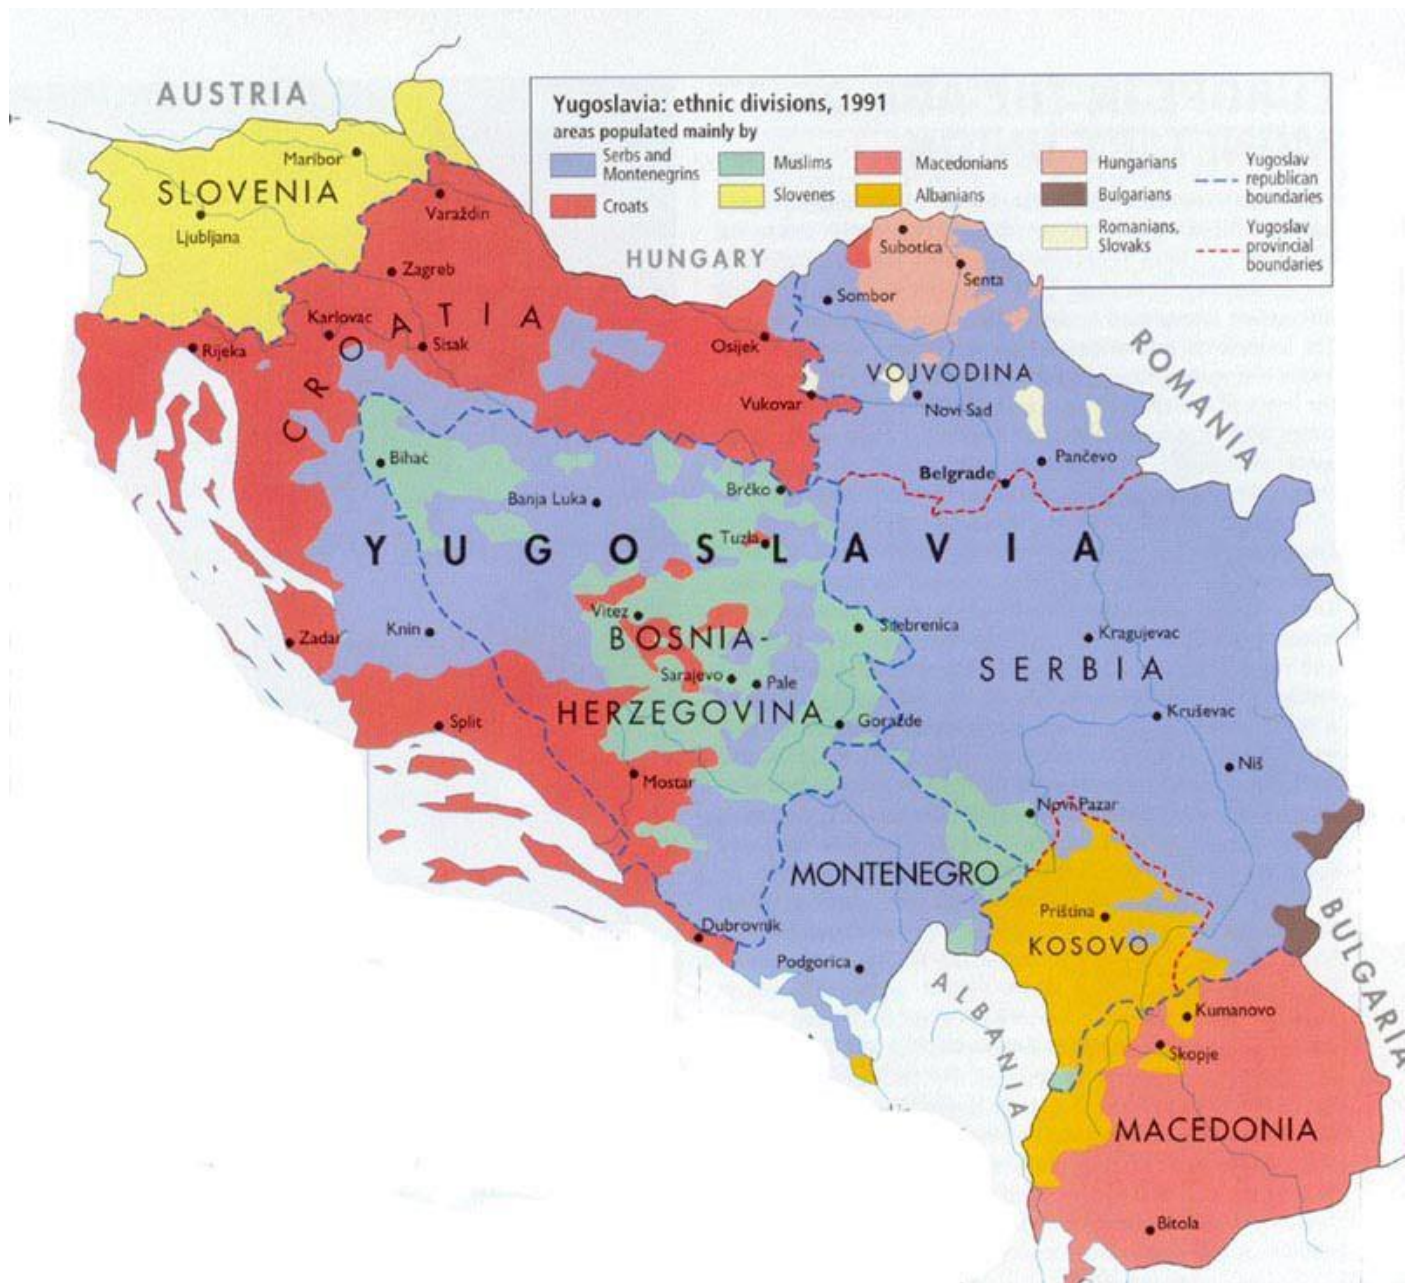 AUSTRIA
Yugoslavia: ethnic divisions, 1991
areas populated mainly by
Serbs and
Montenegrins
Croats
Muslims
Slovenes
Macedonians
Albanians
Hungarians
Bulgarians
Romanians,
Slovaks
Yugoslav
republican
boundaries
Yugoslav
provincial
boundaries
Maribor
SLOVENIA
Ljubljana
Varaždin
Zagreb
HUNGARY
Subotica
Senta
Sombor
CROATIA
Karlovac
Sisak
Rijeka
Osijek
VOJVODINA
Vukovar
Novi Sad
ROMANIA
Bihać
Banja Luka
Brčko
Belgrade
Pančevo
Tuzla
YUGOSLAVIA
Vitez
BOSNIA-
HERZEGOVINA
Srebrenica
Kragujevac
Knin
Zadar
Sarajevo
Pale
SERBIA
Split
Goražde
Kruševac
Mostar
Niš
Novi Pazar
MONTENEGRO
Priština
KOSOVO
Dubrovnik
Podgorica
BULGARIA
ALBANIA
Kumanovo
Skopje
MACEDONIA
Bitola